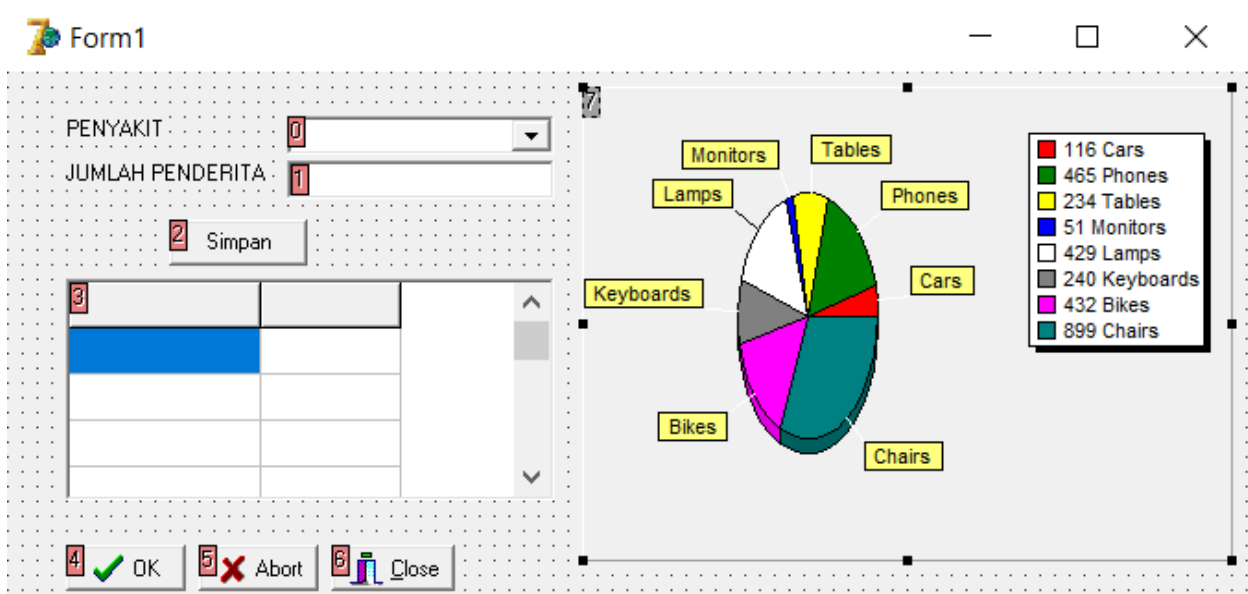 Form1
PENYAKIT 0
JUMLAH PENDERITA 1
2 Simpan
3
4 OK 5 Abort 6 Close
7
Monitors
Tables
Lamps
Phones
Keyboards
Cars
Bikes
Chairs
116 Cars
465 Phones
234 Tables
51 Monitors
429 Lamps
240 Keyboards
432 Bikes
899 Chairs